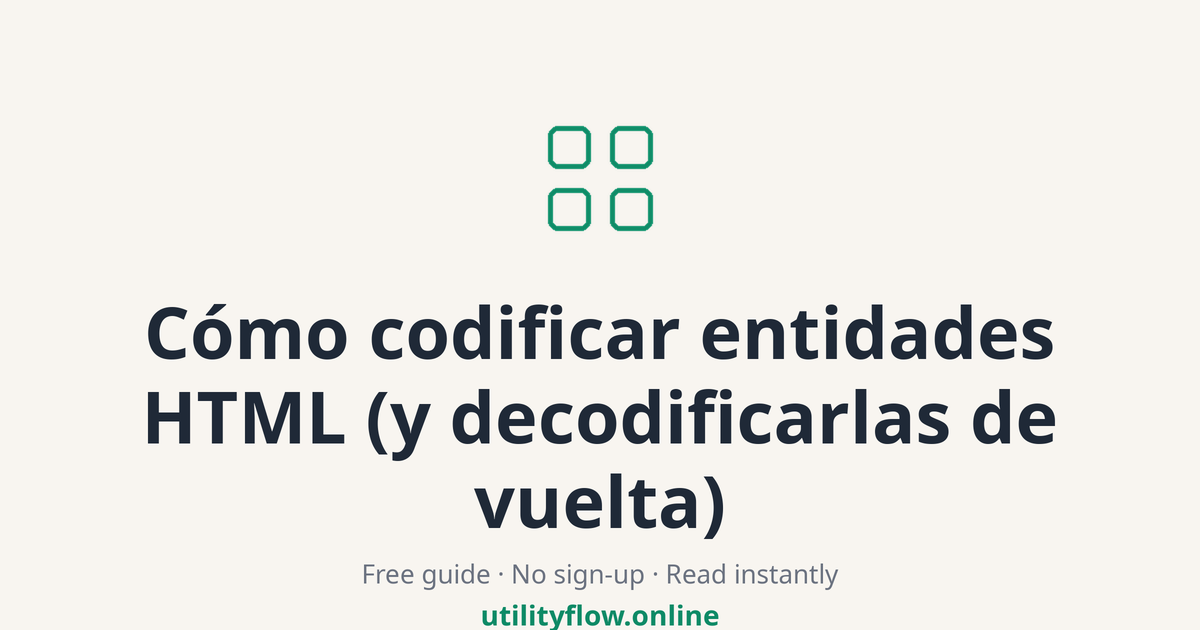 Cómo codificar entidades
HTML (y decodificarlas de
vuelta)
Free guide · No sign-up · Read instantly
utilityflow.online